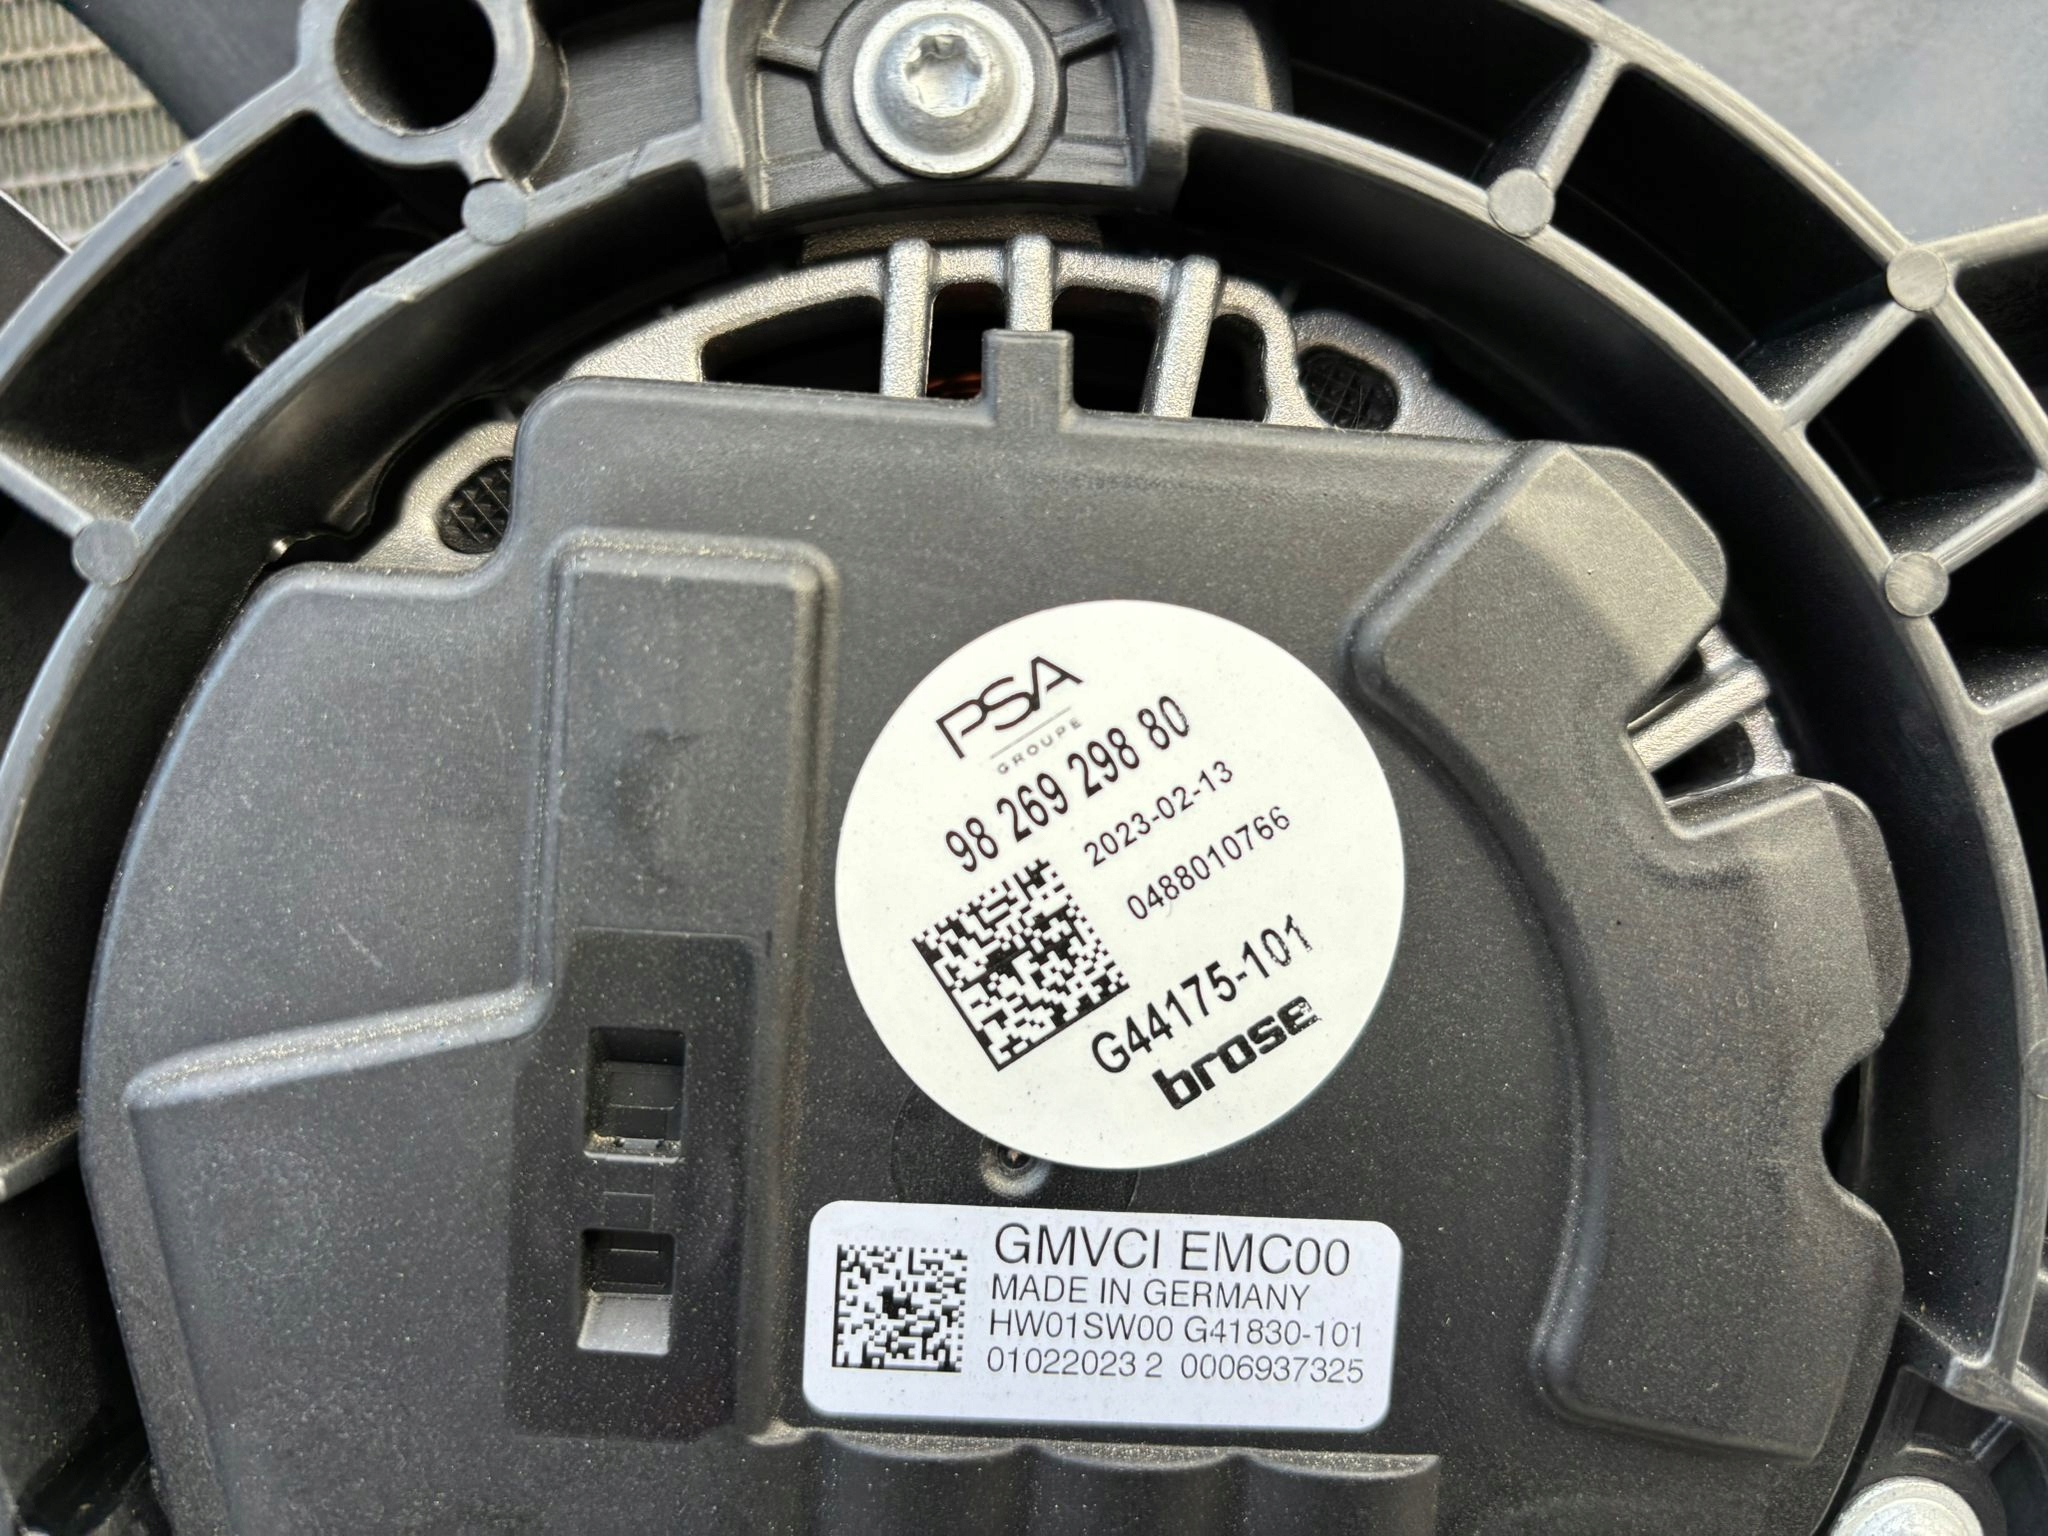 PSA
GROUPE
98 269 298 80
2023-02-13
0488010766
G44175-101
brose
GMVCI EMC00
MADE IN GERMANY
HW01SW00 G41830-101
01022023 2 0006937325